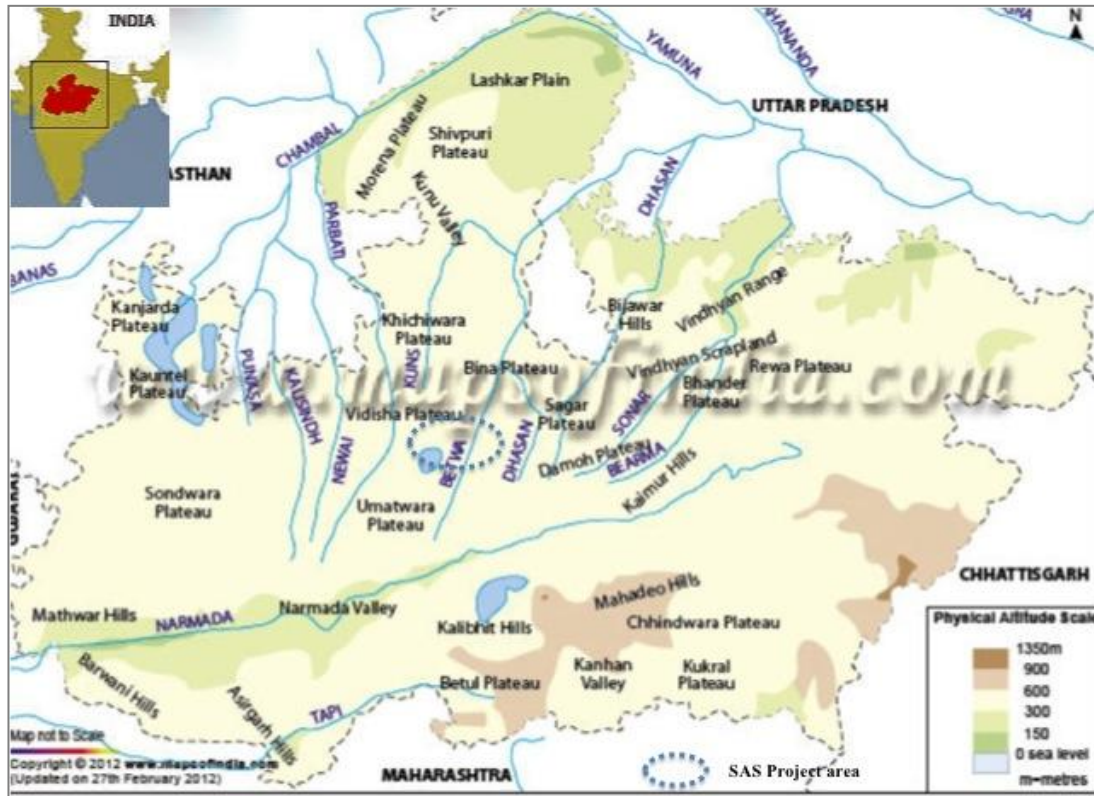 INDIA
N
YAMUNA
AHANANDA
Lashkar Plain
UTTAR PRADESH
CHAMBAL
Morena Plateau
Shivpuri
Plateau
ASTHAN
DHASAN
Kunu Valley
PARBATI
BANAS
Kanjarda
Plateau
Khichiwara
Plateau
Bijawar
Hills
Vindhyan Range
www.mapsofindia.com
Kauntel
Plateau
PUNASA
KALISINDH
KUNS
Bina Plateau
Vindhyan Scrapland
Rewa Plateau
Bhander
Plateau
NEWAJ
Vidisha Plateau
Sagar
Plateau
SONAR
BETWA
DHASAN
Damoh Plateau
BEARMA
Kaimur Hills
Sondwara
Plateau
Umatwara
Plateau
CHHATTISGARH
Mathwar Hills
NARMADA
Narmada Valley
Mahadeo Hills
Kalibhit Hills
Chhindwara Plateau
Barwani Hills
Asirgarh Hills
TAPI
Betul Plateau
Kanhan
Valley
Kukral
Plateau
Physical Altitude Scale
1350m
900
600
300
150
0 sea level
m-metres
Map not to Scale
Copyright © 2012 www.mapsofindia.com
(Updated on 27th February 2012)
MAHARASHTRA
SAS Project area